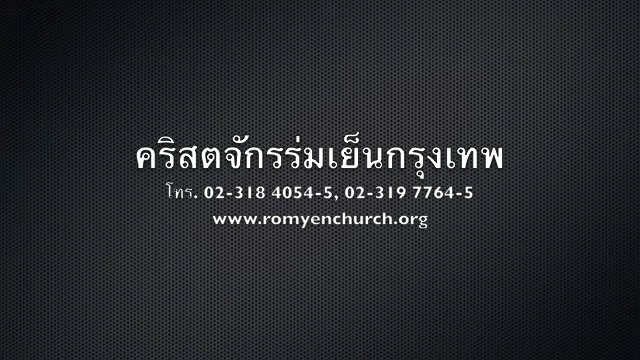 คริสตจักรร่มเย็นกรุงเทพ
โทร. 02-318 4054-5, 02-319 7764-5
www.romyenchurch.org